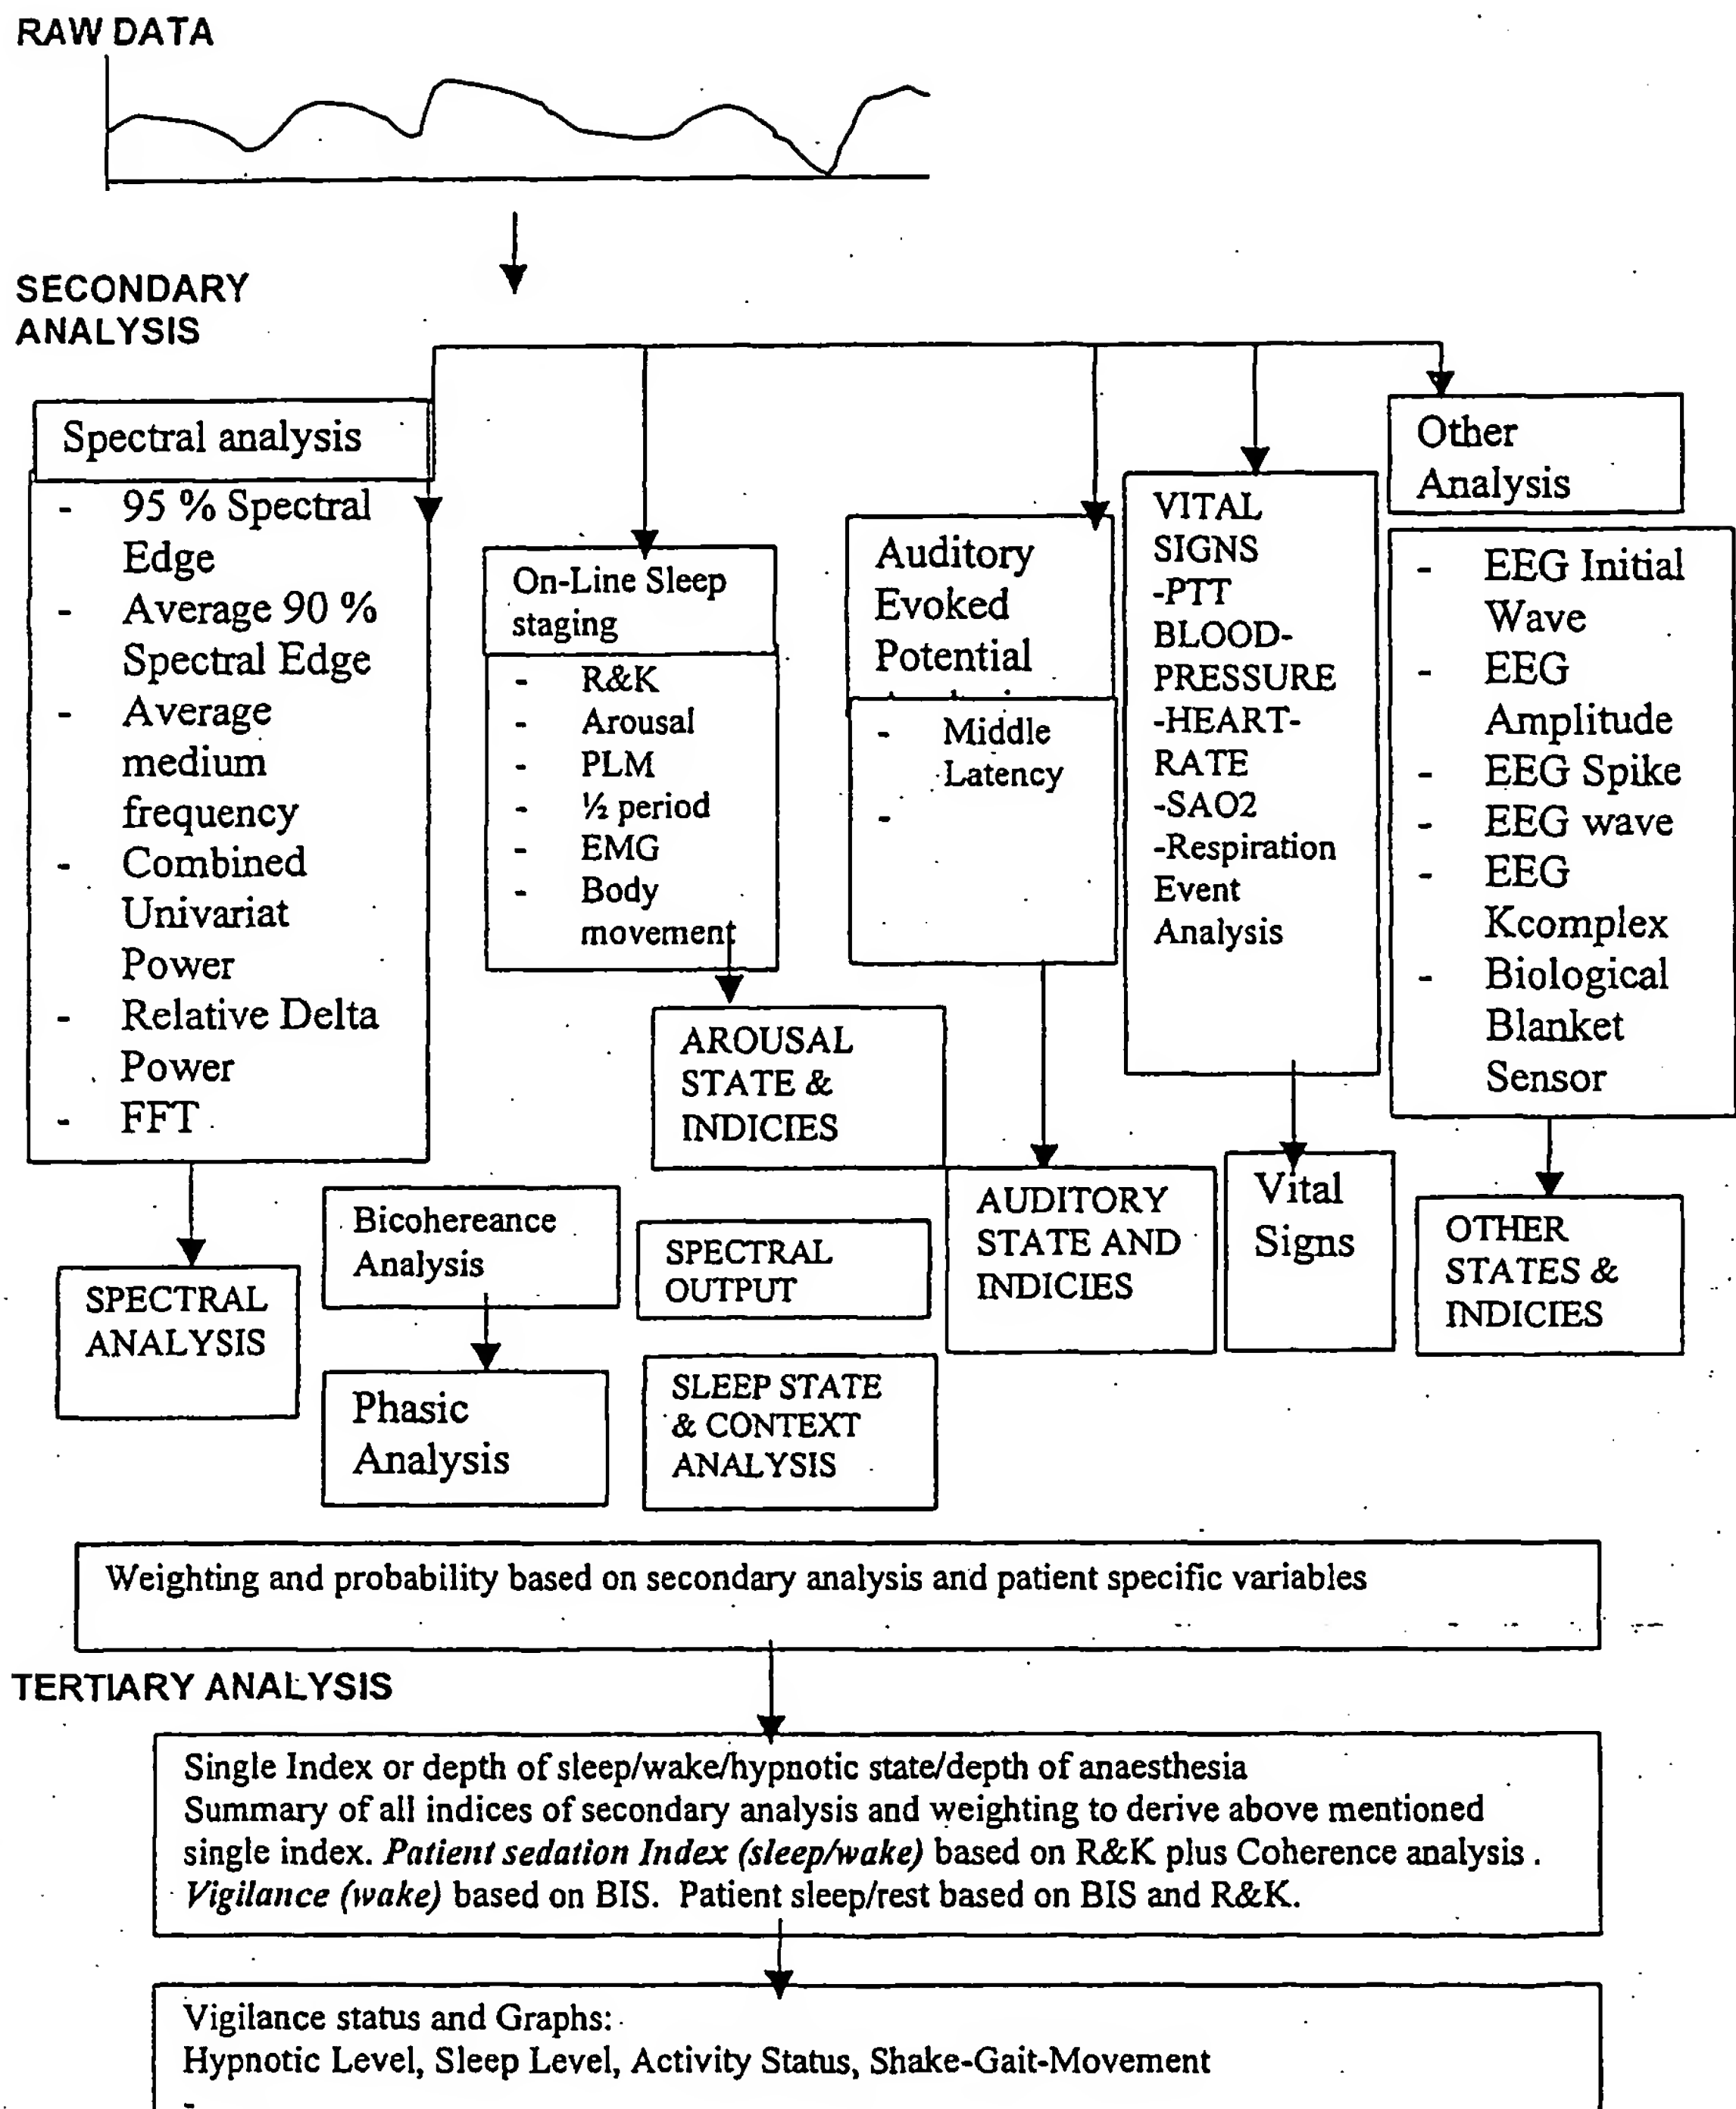 RAW DATA
SECONDARY
ANALYSIS
Spectral analysis
- 95 % Spectral
Edge
- Average 90 %
Spectral Edge
- Average
medium
frequency
- Combined
Univariat
Power
- Relative Delta
Power
- FFT
On-Line Sleep
staging
- R&K
- Arousal
- PLM
- ½ period
- EMG
- Body
movement
Auditory
Evoked
Potential
- Middle
Latency
-
VITAL
SIGNS
-PTT
BLOOD-
PRESSURE
-HEART-
RATE
-SAO2
-Respiration
Event
Analysis
Other
Analysis
- EEG Initial
Wave
- EEG
Amplitude
- EEG Spike
- EEG wave
- EEG
Kcomplex
- Biological
Blanket
Sensor
AROUSAL
STATE &
INDICIES
SPECTRAL
ANALYSIS
Bicohereance
Analysis
Phasic
Analysis
SPECTRAL
OUTPUT
SLEEP STATE
& CONTEXT
ANALYSIS
AUDITORY
STATE AND
INDICIES
Vital
Signs
OTHER
STATES &
INDICIES
Weighting and probability based on secondary analysis and patient specific variables
TERTIARY ANALYSIS
Single Index or depth of sleep/wake/hypnotic state/depth of anaesthesia
Summary of all indices of secondary analysis and weighting to derive above mentioned
single index. Patient sedation Index (sleep/wake) based on R&K plus Coherence analysis .
Vigilance (wake) based on BIS. Patient sleep/rest based on BIS and R&K.
Vigilance status and Graphs:
Hypnotic Level, Sleep Level, Activity Status, Shake-Gait-Movement
-